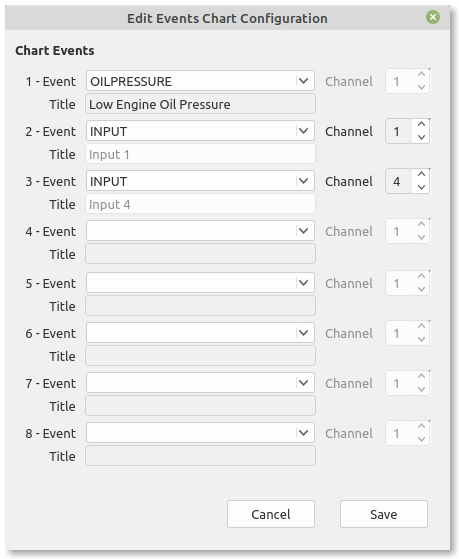 Edit Events Chart Configuration
Chart Events
1 - Event OILPRESSURE Channel 1
Title Low Engine Oil Pressure
2 - Event INPUT Channel 1
Title Input 1
3 - Event INPUT Channel 4
Title Input 4
4 - Event Channel 1
Title
5 - Event Channel 1
Title
6 - Event Channel 1
Title
7 - Event Channel 1
Title
8 - Event Channel 1
Title
Cancel Save